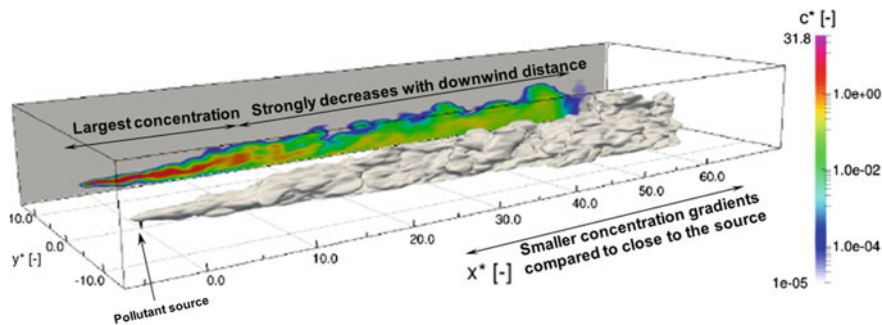 c* [-]
31.8
1.0e+00
1.0e-02
1.0e-04
1e-05
Largest concentration
Strongly decreases with downwind distance
10.0
0.0
-10.0
y* [-]
0.0
10.0
20.0
30.0
40.0
50.0
60.0
X* [-]
Smaller concentration gradients
compared to close to the source
Pollutant source